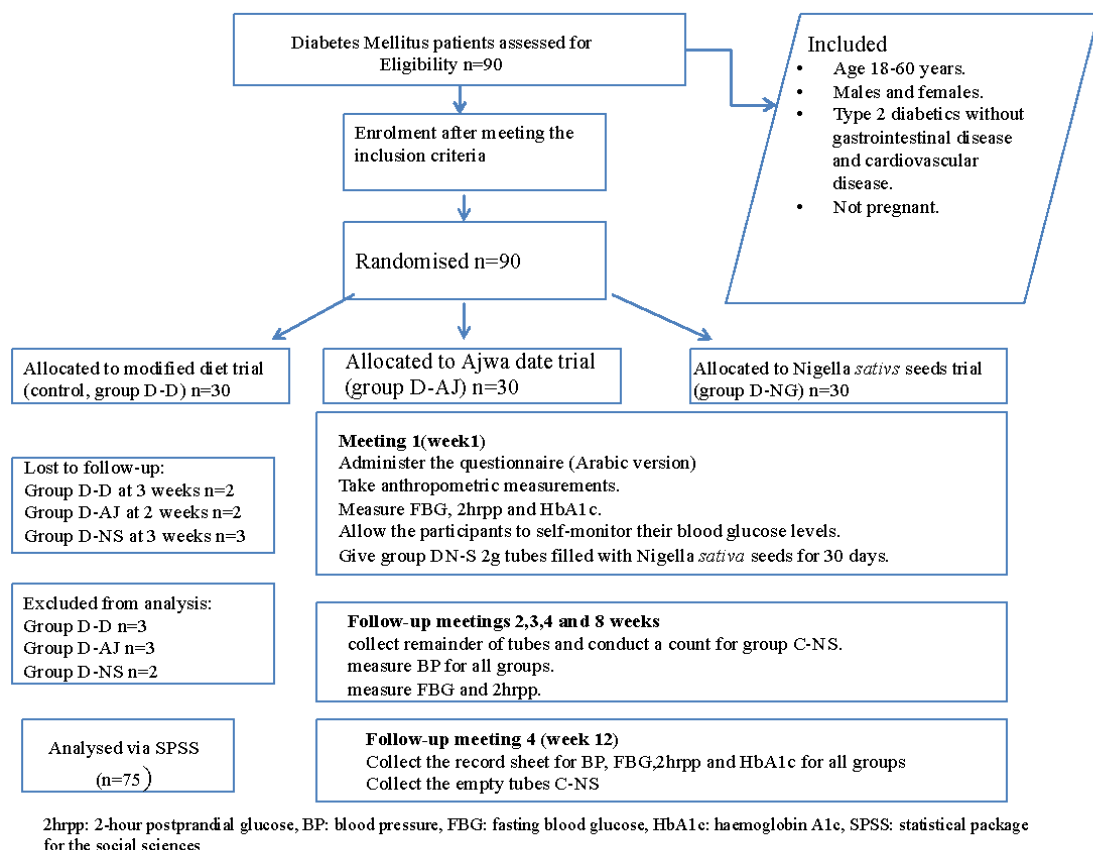 Diabetes Mellitus patients assessed for
Eligibility n=90
Included
• Age 18-60 years.
• Males and females.
• Type 2 diabetics without
gastrointestinal disease
and cardiovascular
disease.
• Not pregnant.
Enrolment after meeting the
inclusion criteria
Randomised n=90
Allocated to modified diet trial
(control, group D-D) n=30
Allocated to Ajwa date trial
(group D-AJ) n=30
Allocated to Nigella sativs seeds trial
(group D-NG) n=30
Lost to follow-up:
Group D-D at 3 weeks n=2
Group D-AJ at 2 weeks n=2
Group D-NS at 3 weeks n=3
Meeting 1(week1)
Administer the questionnaire (Arabic version)
Take anthropometric measurements.
Measure FBG, 2hrpp and HbA1c.
Allow the participants to self-monitor their blood glucose levels.
Give group DN-S 2g tubes filled with Nigella sativa seeds for 30 days.
Excluded from analysis:
Group D-D n=3
Group D-AJ n=3
Group D-NS n=2
Follow-up meetings 2,3,4 and 8 weeks
collect remainder of tubes and conduct a count for group C-NS.
measure BP for all groups.
measure FBG and 2hrpp.
Analysed via SPSS
(n=75)
Follow-up meeting 4 (week 12)
Collect the record sheet for BP, FBG,2hrpp and HbA1c for all groups
Collect the empty tubes C-NS
2hrpp: 2-hour postprandial glucose, BP: blood pressure, FBG: fasting blood glucose, HbA1c: haemoglobin A1c, SPSS: statistical package
for the social sciences